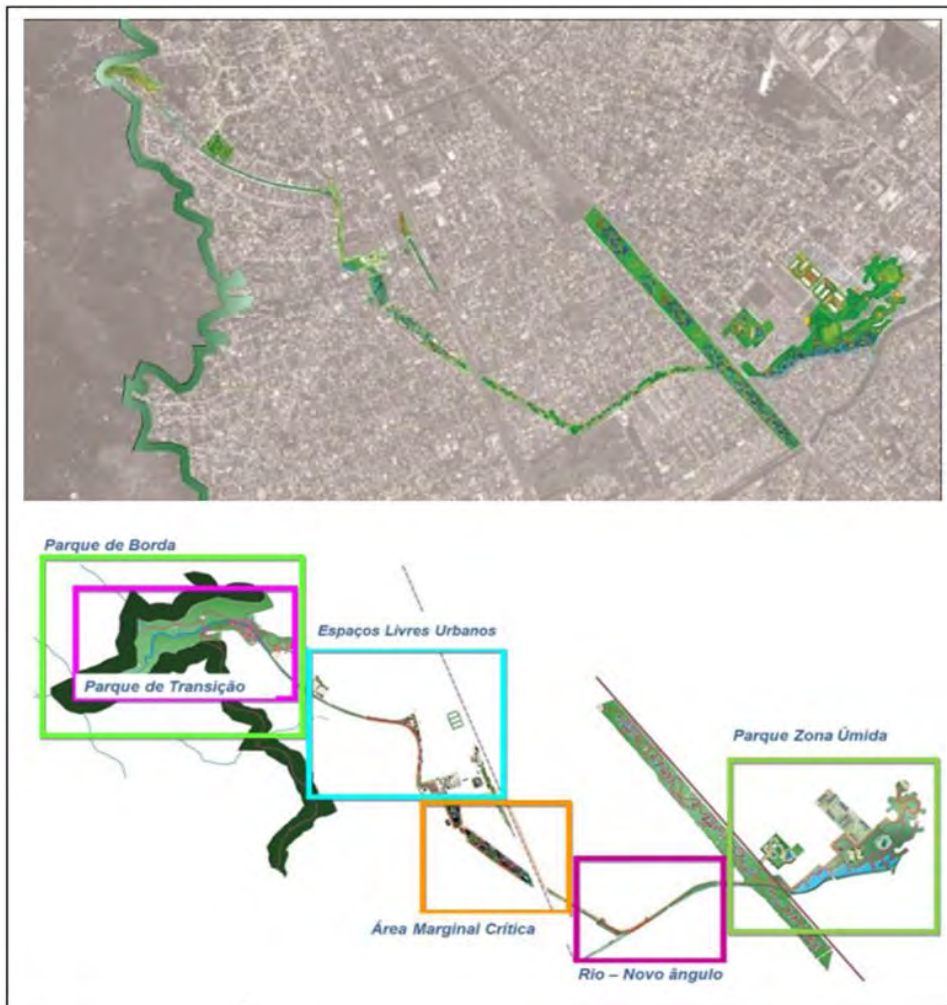 Parque de Borda
Espaços Livres Urbanos
Parque de Transição
Parque Zona Úmida
Área Marginal Crítica
Rio – Novo ângulo